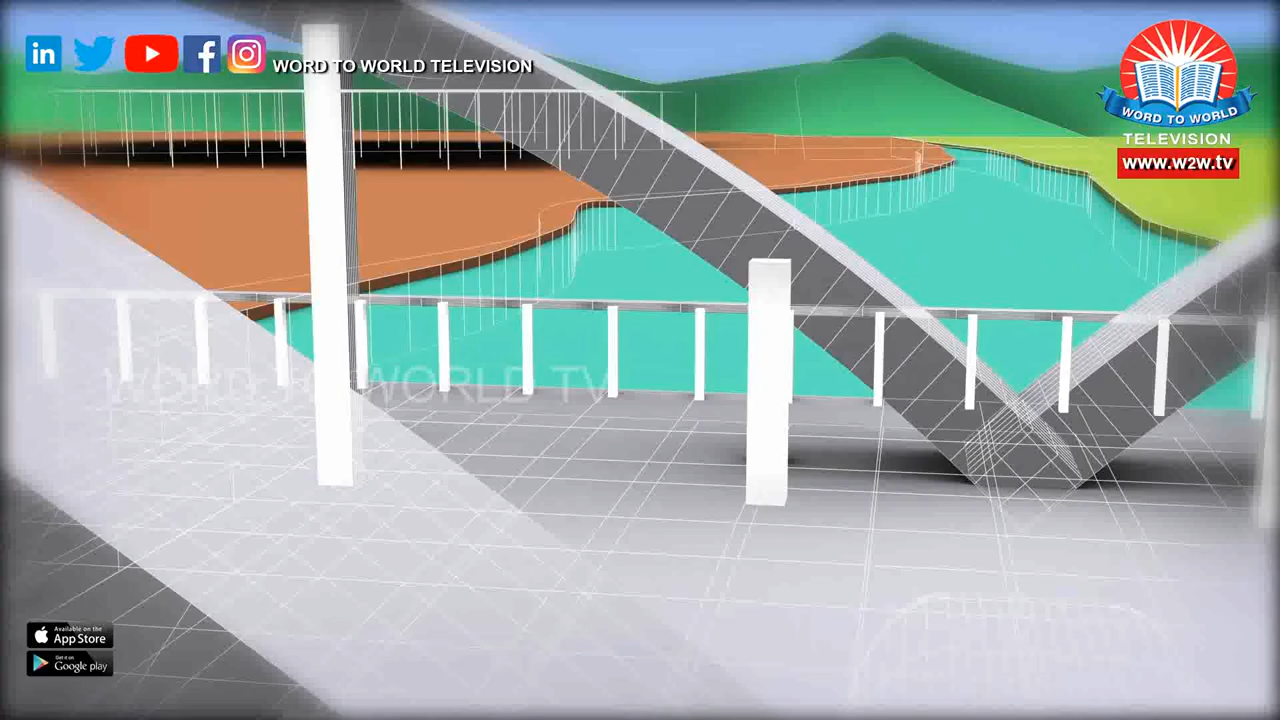 WORD TO WORLD TELEVISION
WORD TO WORLD
TELEVISION
www.w2w.tv
WORD TO WORLD TV
Available on the
App Store
Get it on
Google play